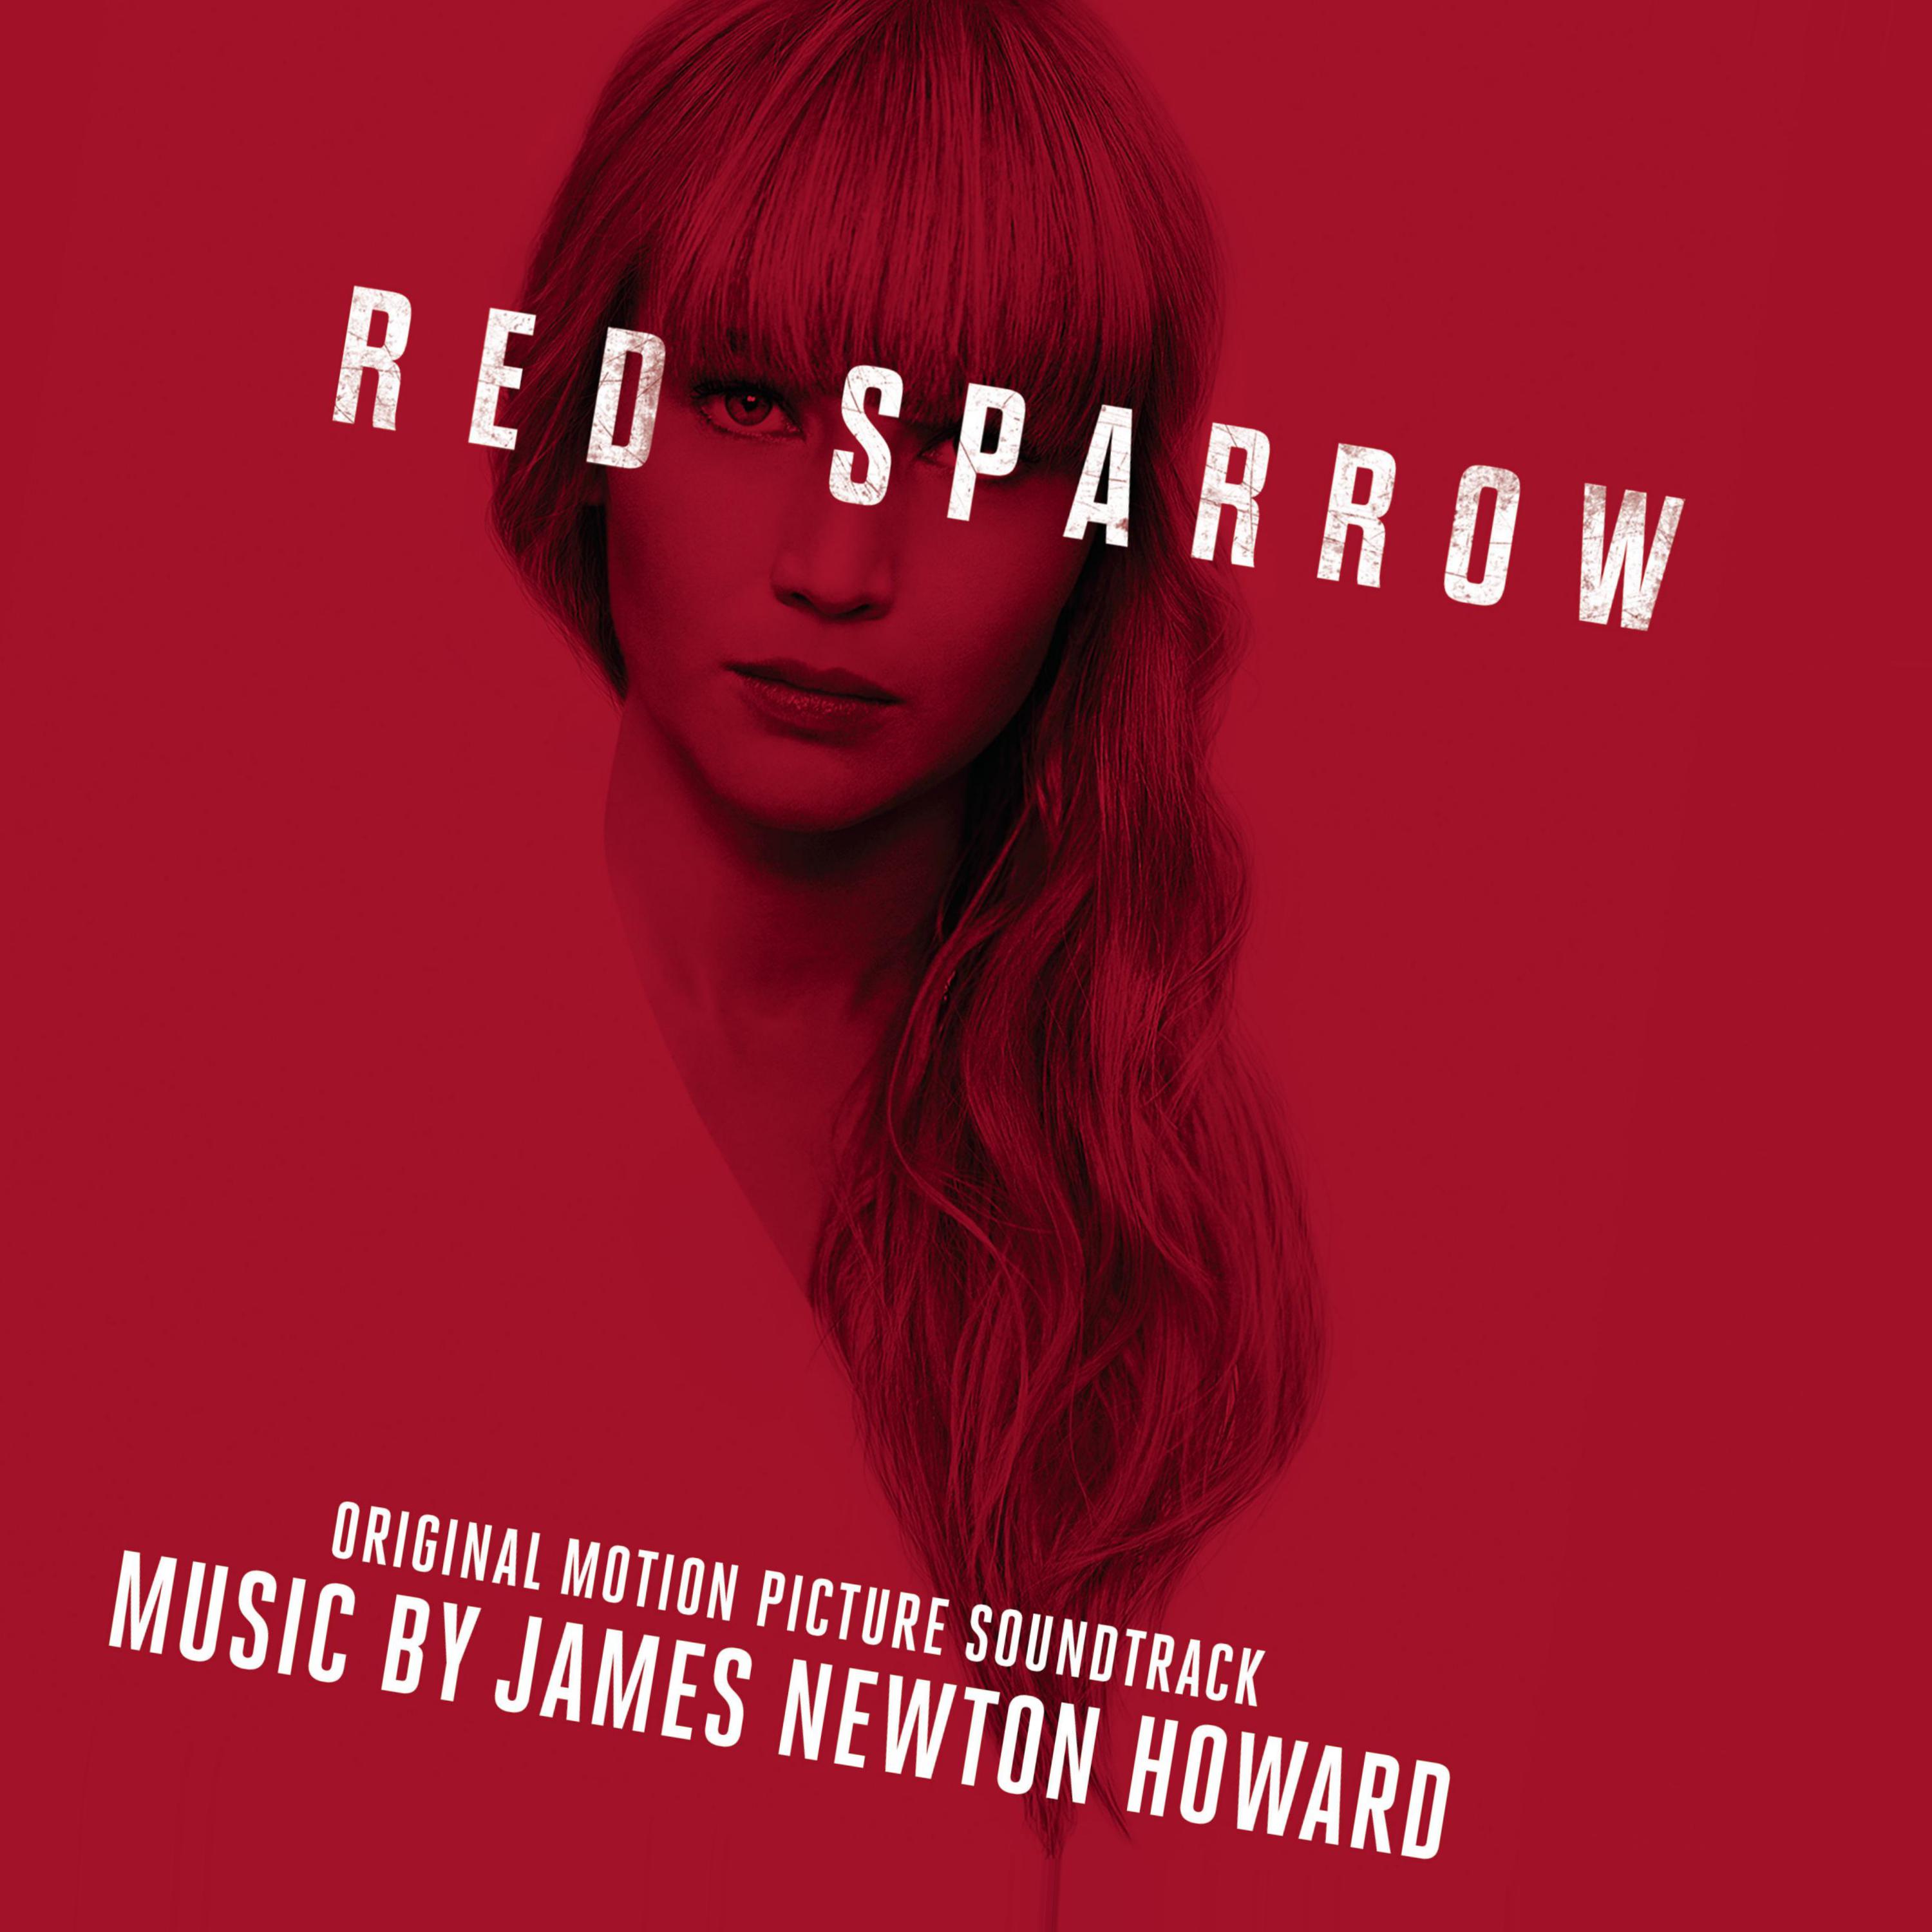 RED SPARROW
ORIGINAL MOTION PICTURE SOUNDTRACK
MUSIC BY JAMES NEWTON HOWARD